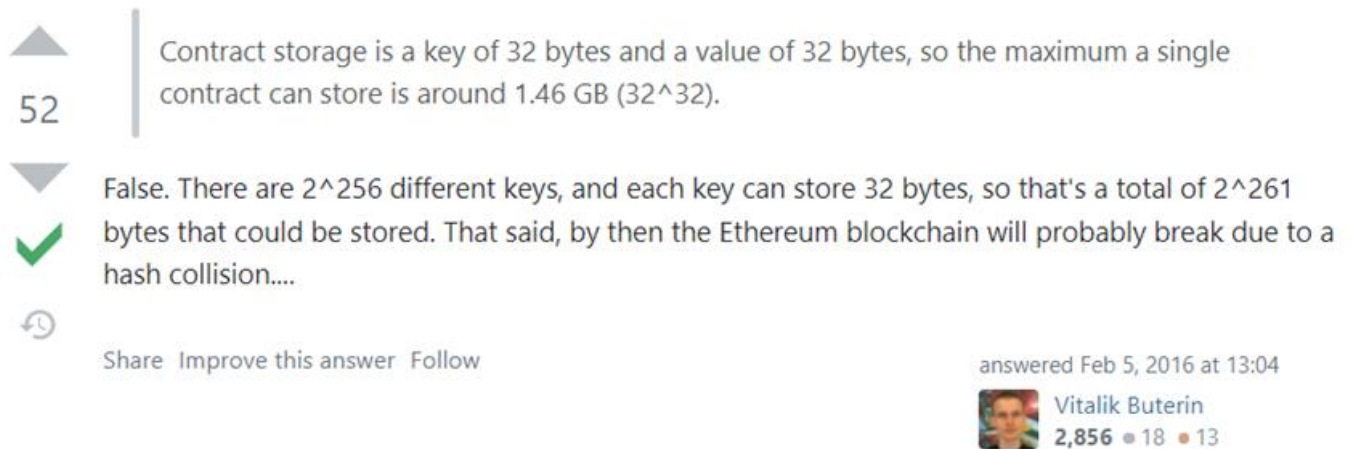 Contract storage is a key of 32 bytes and a value of 32 bytes, so the maximum a single
contract can store is around 1.46 GB (32^32).
52
False. There are 2^256 different keys, and each key can store 32 bytes, so that's a total of 2^261
bytes that could be stored. That said, by then the Ethereum blockchain will probably break due to a
hash collision....
Share Improve this answer Follow
answered Feb 5, 2016 at 13:04
Vitalik Buterin
2,856 18 13